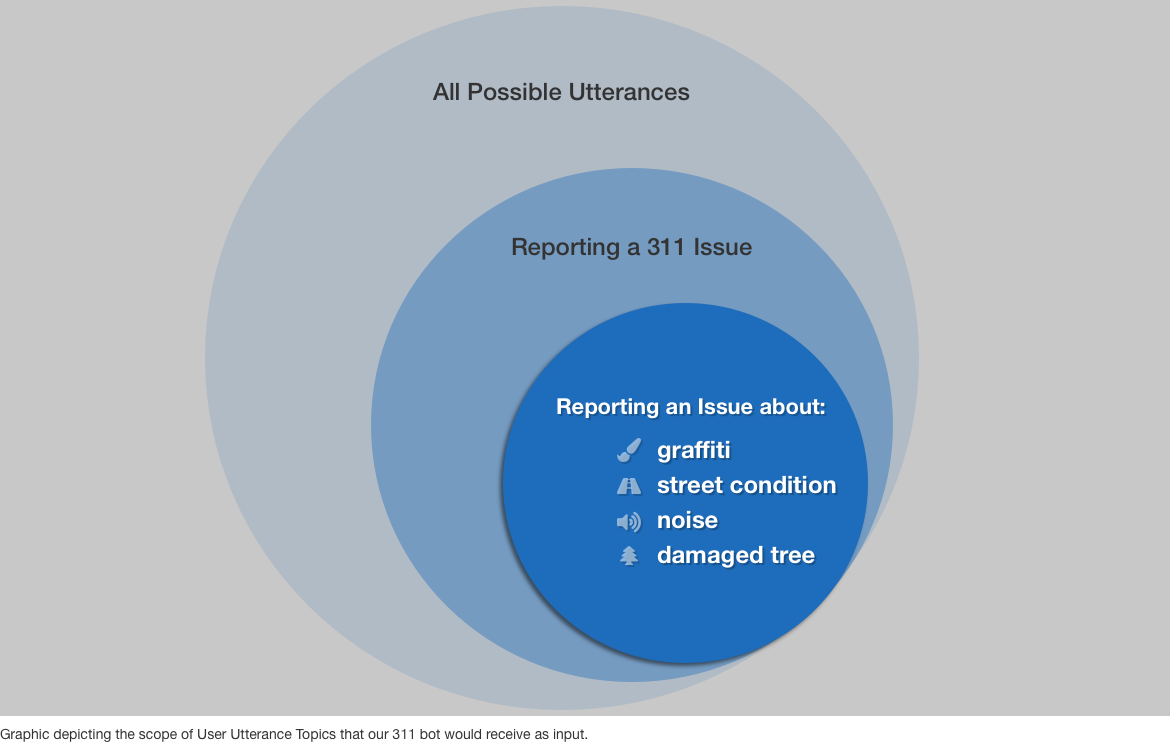 All Possible Utterances
Reporting a 311 Issue
Reporting an Issue about:
graffiti
street condition
noise
damaged tree
Graphic depicting the scope of User Utterance Topics that our 311 bot would receive as input.